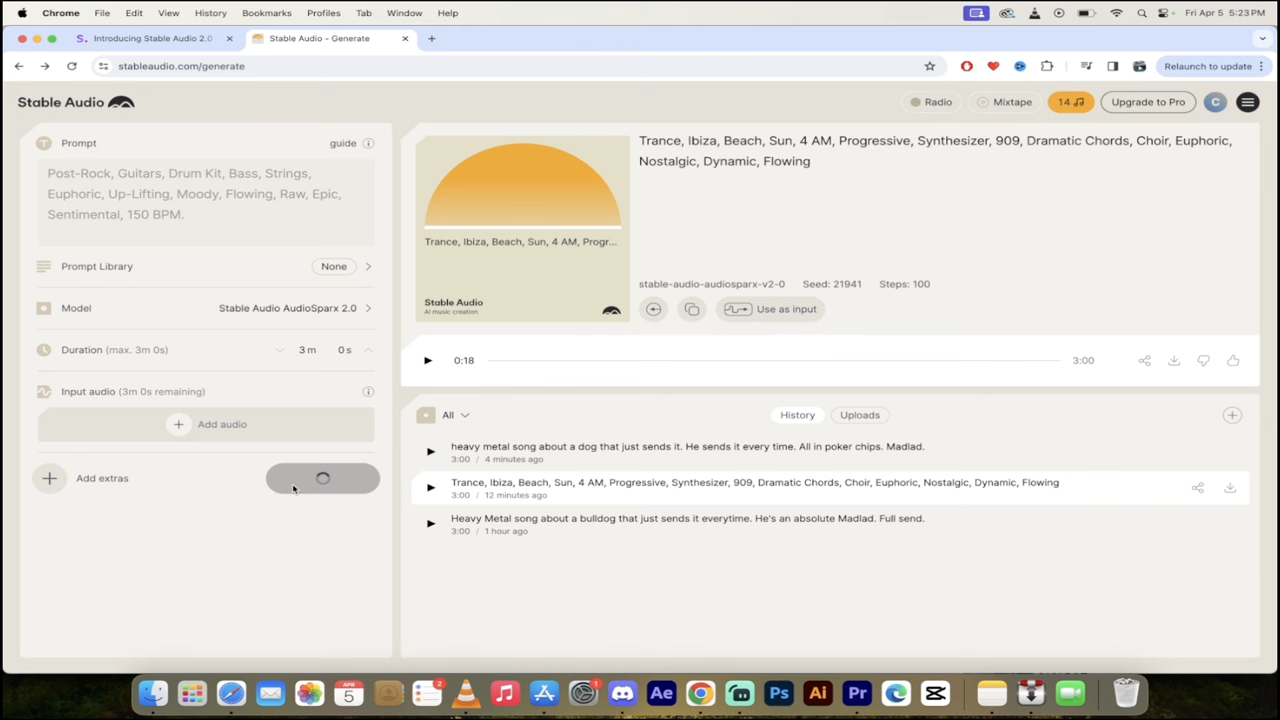 Chrome File Edit View History Bookmarks Profiles Tab Window Help Fri Apr 5 5:23 PM
S. Introducing Stable Audio 2.0 Stable Audio - Generate
stableaudio.com/generate Relaunch to update
Stable Audio Radio Mixtape 14 Upgrade to Pro C
Prompt guide
Post-Rock, Guitars, Drum Kit, Bass, Strings,
Euphoric, Up-Lifting, Moody, Flowing, Raw, Epic,
Sentimental, 150 BPM.
Prompt Library None
Model Stable Audio AudioSparx 2.0
Duration (max. 3m 0s) 3 m 0 s
Input audio (3m 0s remaining)
Add audio
Add extras
Trance, Ibiza, Beach, Sun, 4 AM, Progr...
Stable Audio
AI music creation
Trance, Ibiza, Beach, Sun, 4 AM, Progressive, Synthesizer, 909, Dramatic Chords, Choir, Euphoric,
Nostalgic, Dynamic, Flowing
stable-audio-audiosparx-v2-0 Seed: 21941 Steps: 100
Use as input
0:18 3:00
All History Uploads
heavy metal song about a dog that just sends it. He sends it every time. All in poker chips. Madlad.
3:00 / 4 minutes ago
Trance, Ibiza, Beach, Sun, 4 AM, Progressive, Synthesizer, 909, Dramatic Chords, Choir, Euphoric, Nostalgic, Dynamic, Flowing
3:00 / 12 minutes ago
Heavy Metal song about a bulldog that just sends it everytime. He's an absolute Madlad. Full send.
3:00 / 1 hour ago
APR 5 2 1 Ae Ps Ai Pr